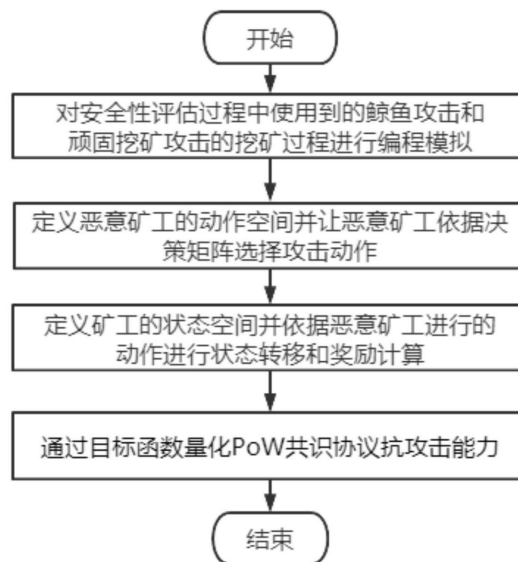 开始
对安全性评估过程中使用到的鲸鱼攻击和
顽固挖矿攻击的挖矿过程进行编程模拟
定义恶意矿工的动作空间并让恶意矿工依据决
策矩阵选择攻击动作
定义矿工的状态空间并依据恶意矿工进行的
动作进行状态转移和奖励计算
通过目标函数量化PoW共识协议抗攻击能力
结束